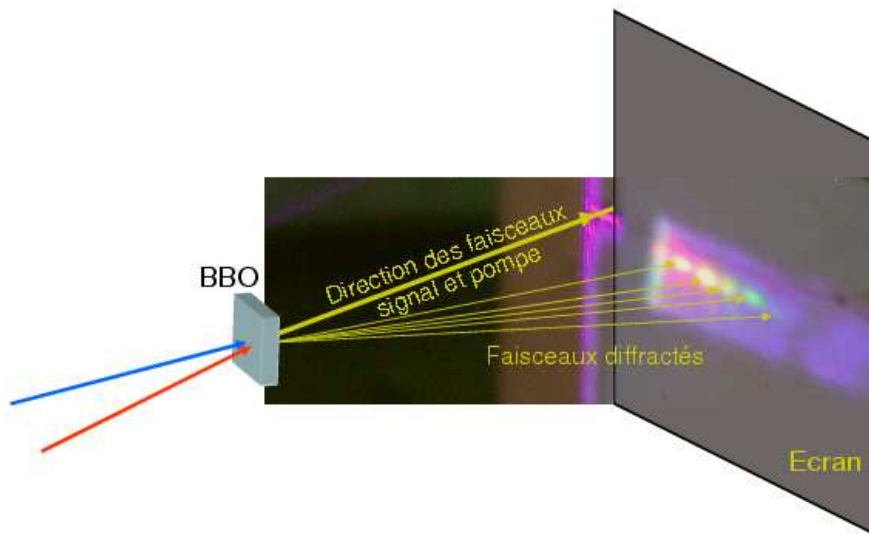 BBO
Direction des faisceaux
signal et pompe
Faisceaux diffractés
Ecran